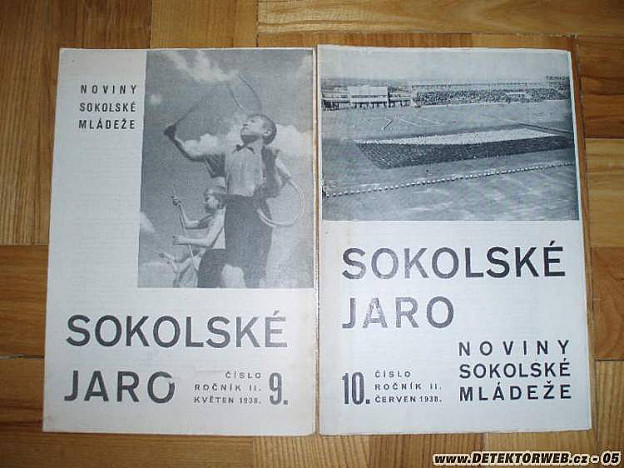 NOVINY
SOKOLSKÉ
MLÁDEŽE
SOKOLSKÉ
JARO
ČÍSLO
ROČNÍK II.
KVĚTEN 1938.
9.
SOKOLSKÉ
JARO
NOVINY
SOKOLSKÉ
MLÁDEŽE
10.
ČÍSLO
ROČNÍK II.
ČERVEN 1938.
www.DETEKTORWEB.cz - 05